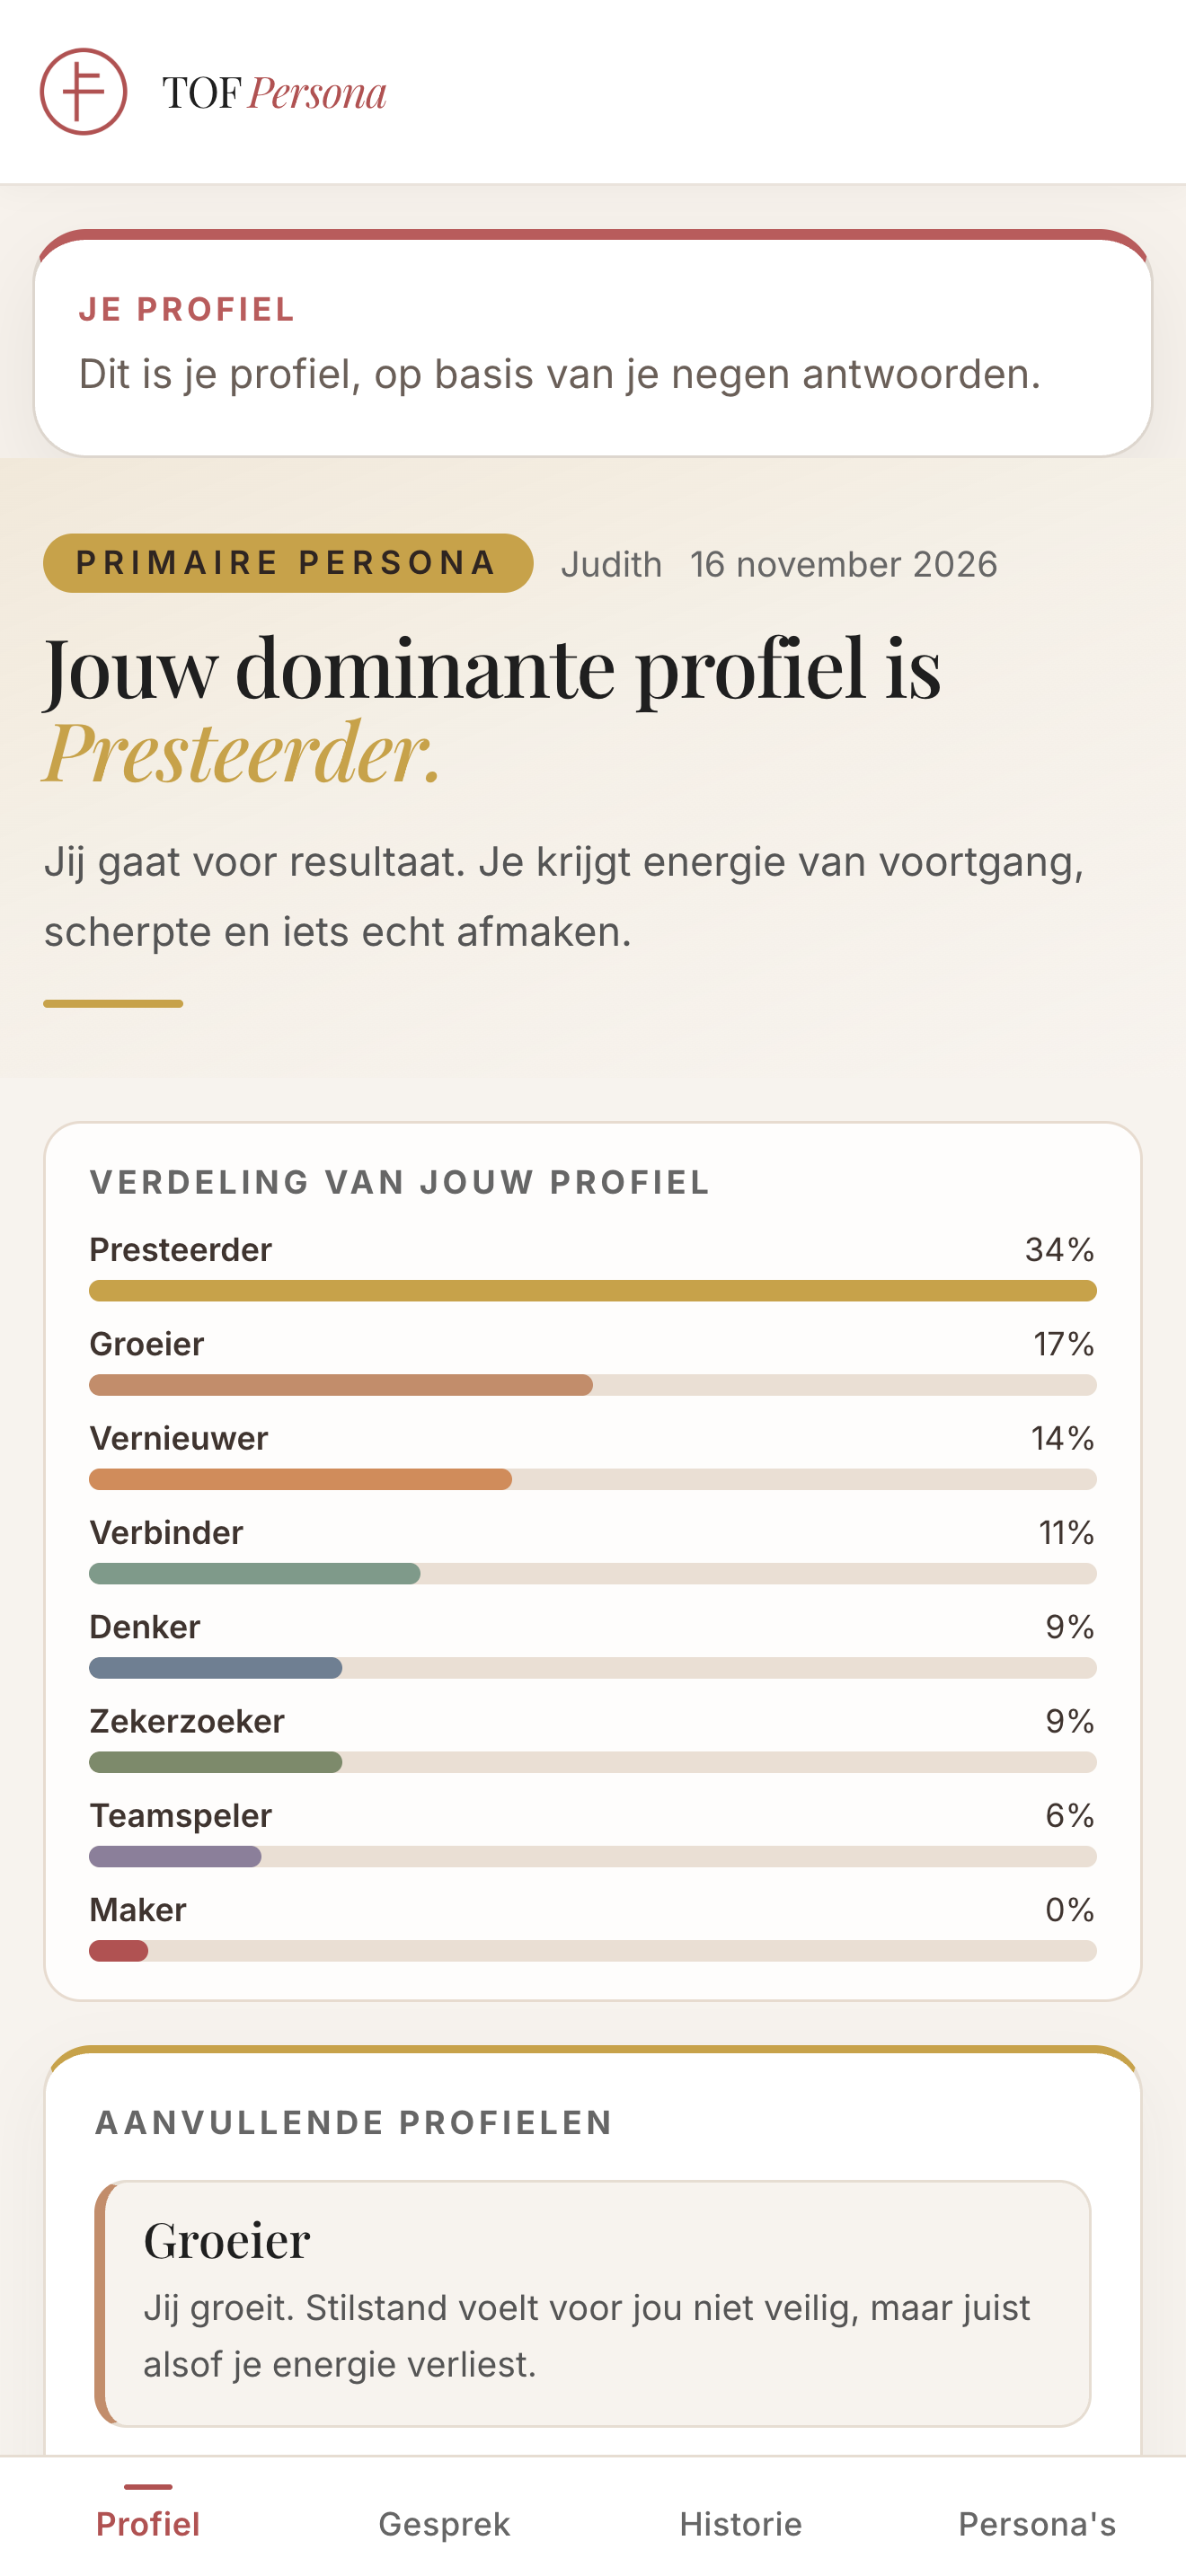 TOF Persona
JE PROFIEL
Dit is je profiel, op basis van je negen antwoorden.
PRIMAIRE PERSONA Judith 16 november 2026
Jouw dominante profiel is
Presteerder.
Jij gaat voor resultaat. Je krijgt energie van voortgang,
scherpte en iets echt afmaken.
VERDELING VAN JOUW PROFIEL
Presteerder 34%
Groeier 17%
Vernieuwer 14%
Verbinder 11%
Denker 9%
Zekerzoeker 9%
Teamspeler 6%
Maker 0%
AANVULLENDE PROFIELEN
Groeier
Jij groeit. Stilstand voelt voor jou niet veilig, maar juist
alsof je energie verliest.
Profiel Gesprek Historie Persona's